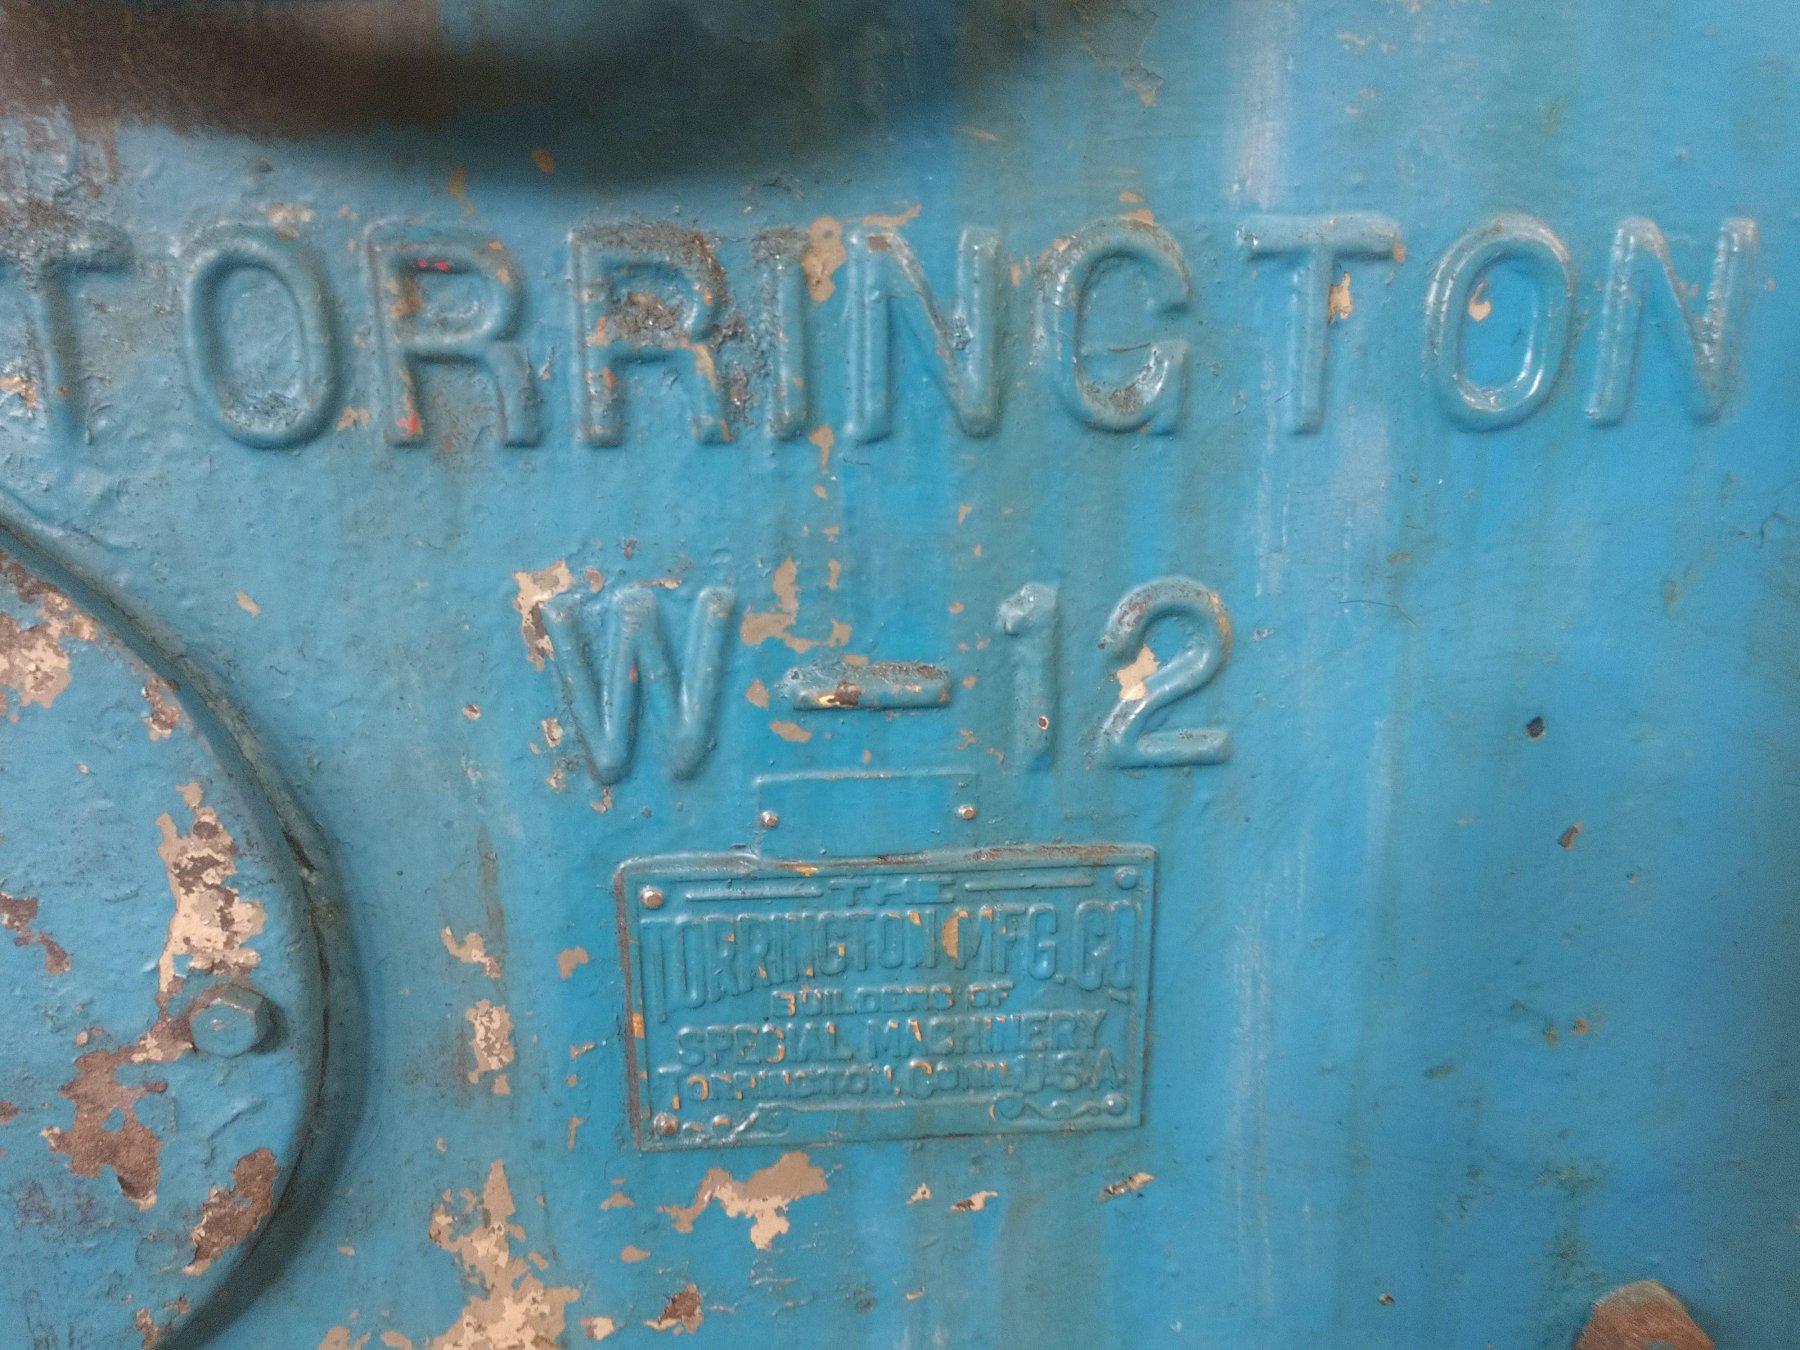 TORRINGTON
W-12
THE
TORRINGTON MFG. CO.
BUILDERS OF
SPECIAL MACHINERY
TORRINGTON, CONN. U.S.A.